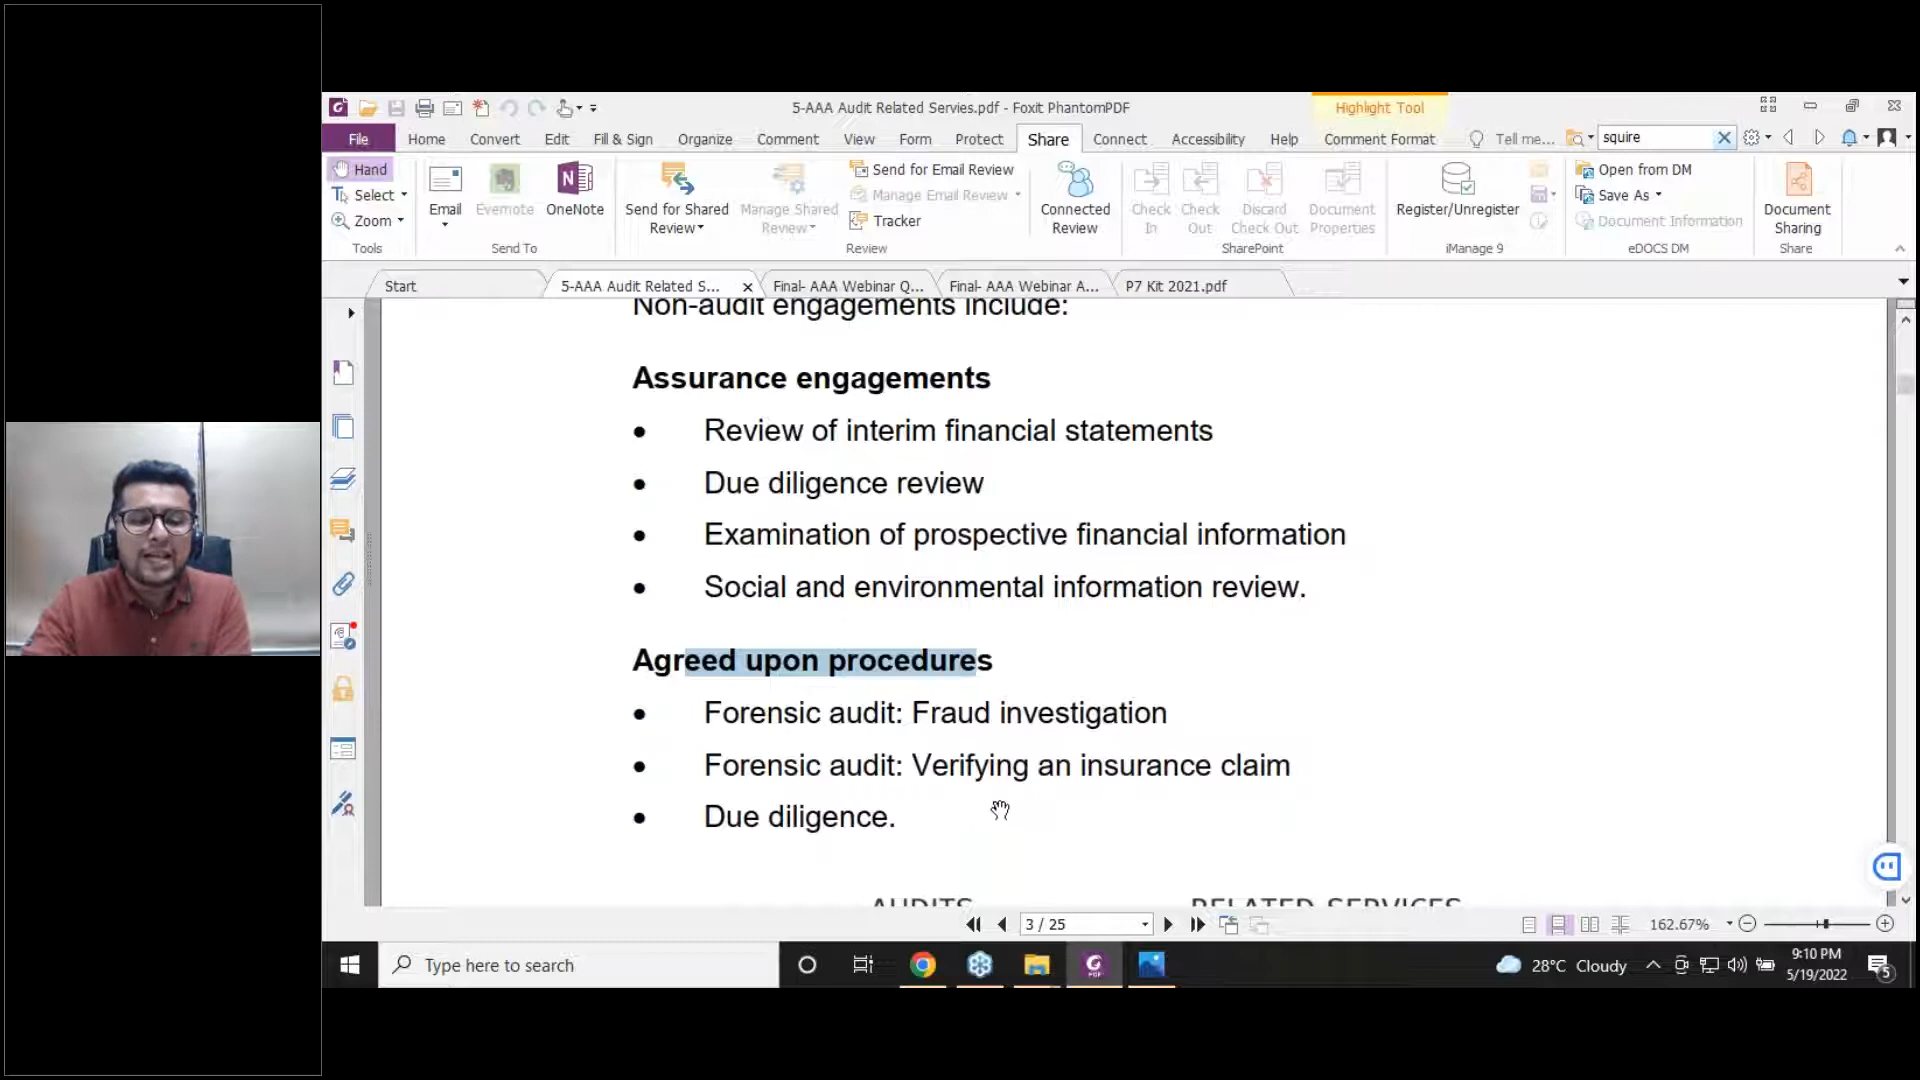 5-AAA Audit Related Servies.pdf - Foxit PhantomPDF
Highlight Tool
File Home Convert Edit Fill & Sign Organize Comment View Form Protect Share Connect Accessibility Help Comment Format Tell me... squire
Hand
Select
Zoom
Tools
Email
Evernote
OneNote
Send To
Send for Shared
Review
Manage Shared
Review
Send for Email Review
Manage Email Review
Tracker
Review
Connected
Review
Check
In
Check
Out
Discard
Check Out
Document
Properties
SharePoint
Register/Unregister
iManage 9
Open from DM
Save As
Document Information
eDOCS DM
Document
Sharing
Share
Start 5-AAA Audit Related S... Final- AAA Webinar Q... Final- AAA Webinar A... P7 Kit 2021.pdf
Non-audit engagements include:
Assurance engagements
• Review of interim financial statements
• Due diligence review
• Examination of prospective financial information
• Social and environmental information review.
Agreed upon procedures
• Forensic audit: Fraud investigation
• Forensic audit: Verifying an insurance claim
• Due diligence.
AUDITS RELATED SERVICES
3 / 25
162.67%
Type here to search
28°C Cloudy
9:10 PM
5/19/2022
5